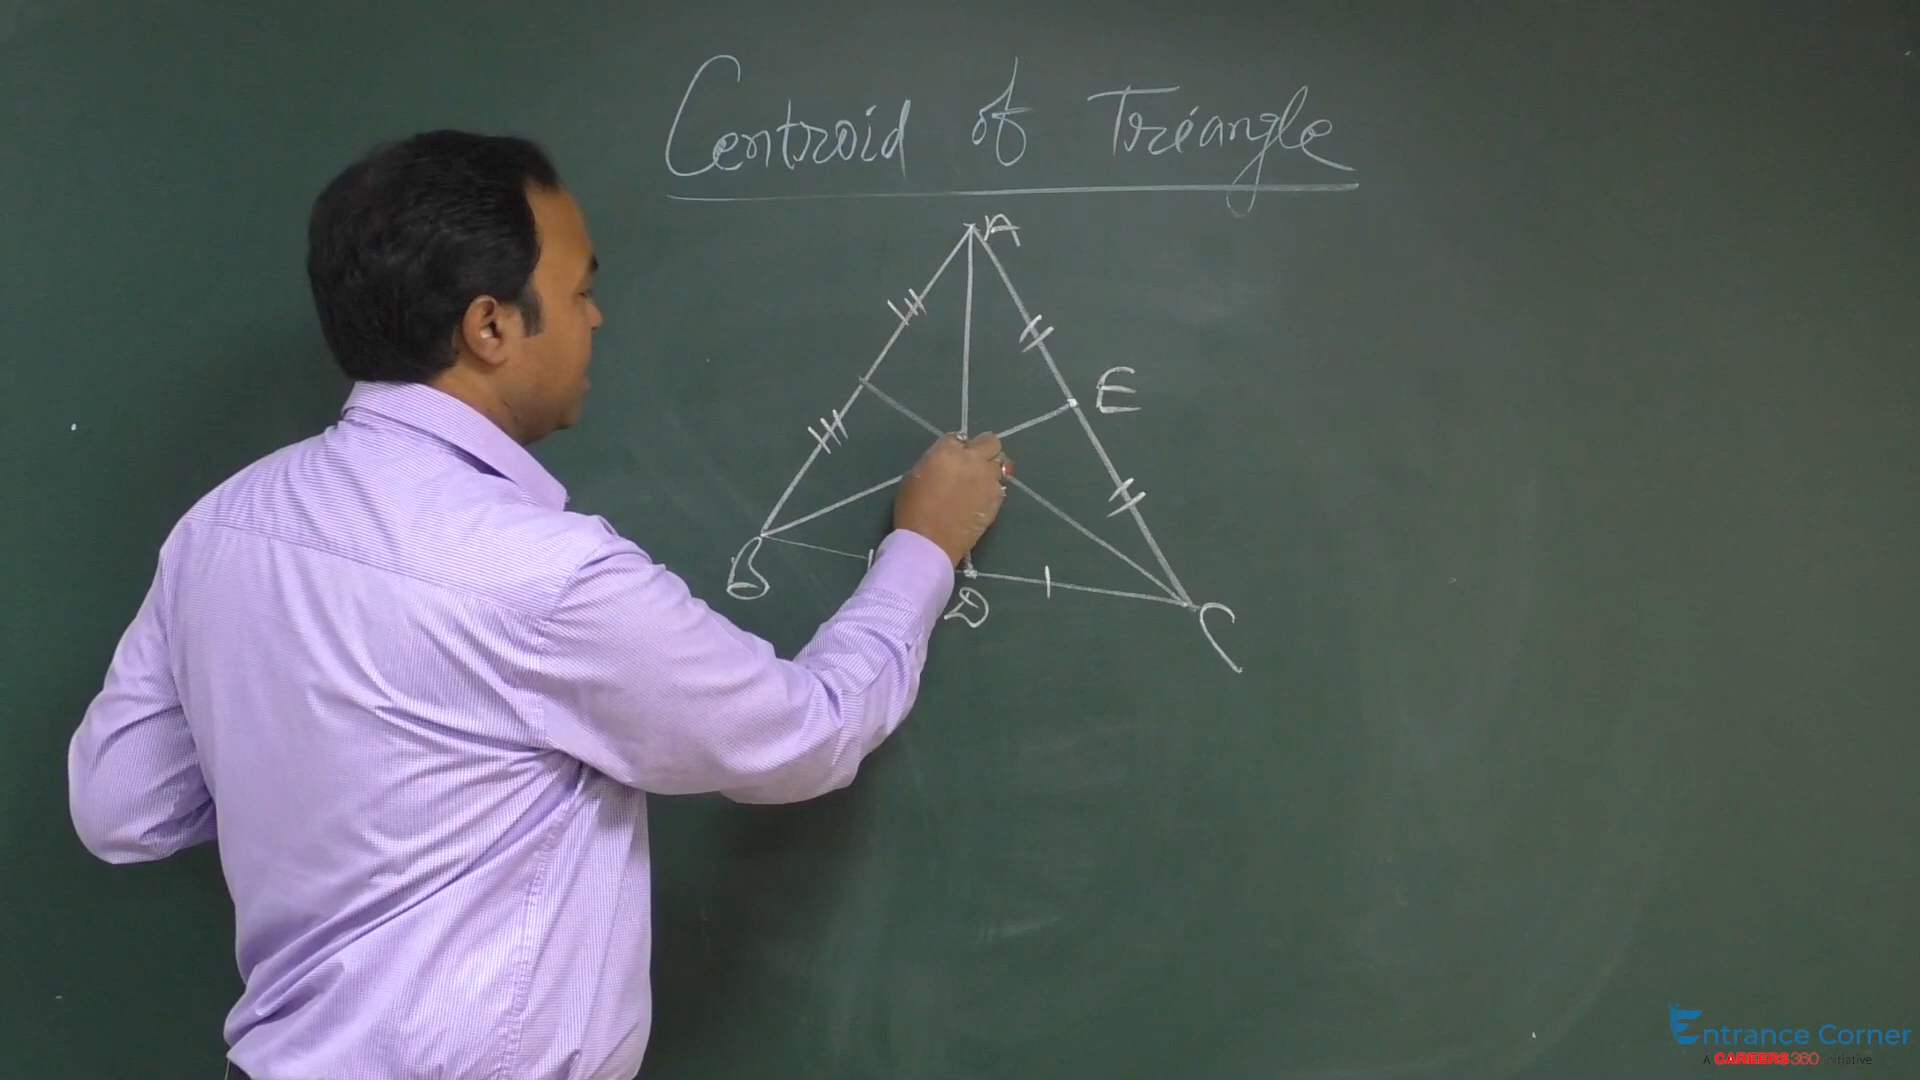 Centroid of Triangle
A
E
B
D
C
Entrance Corner
A CAREERS360 initiative